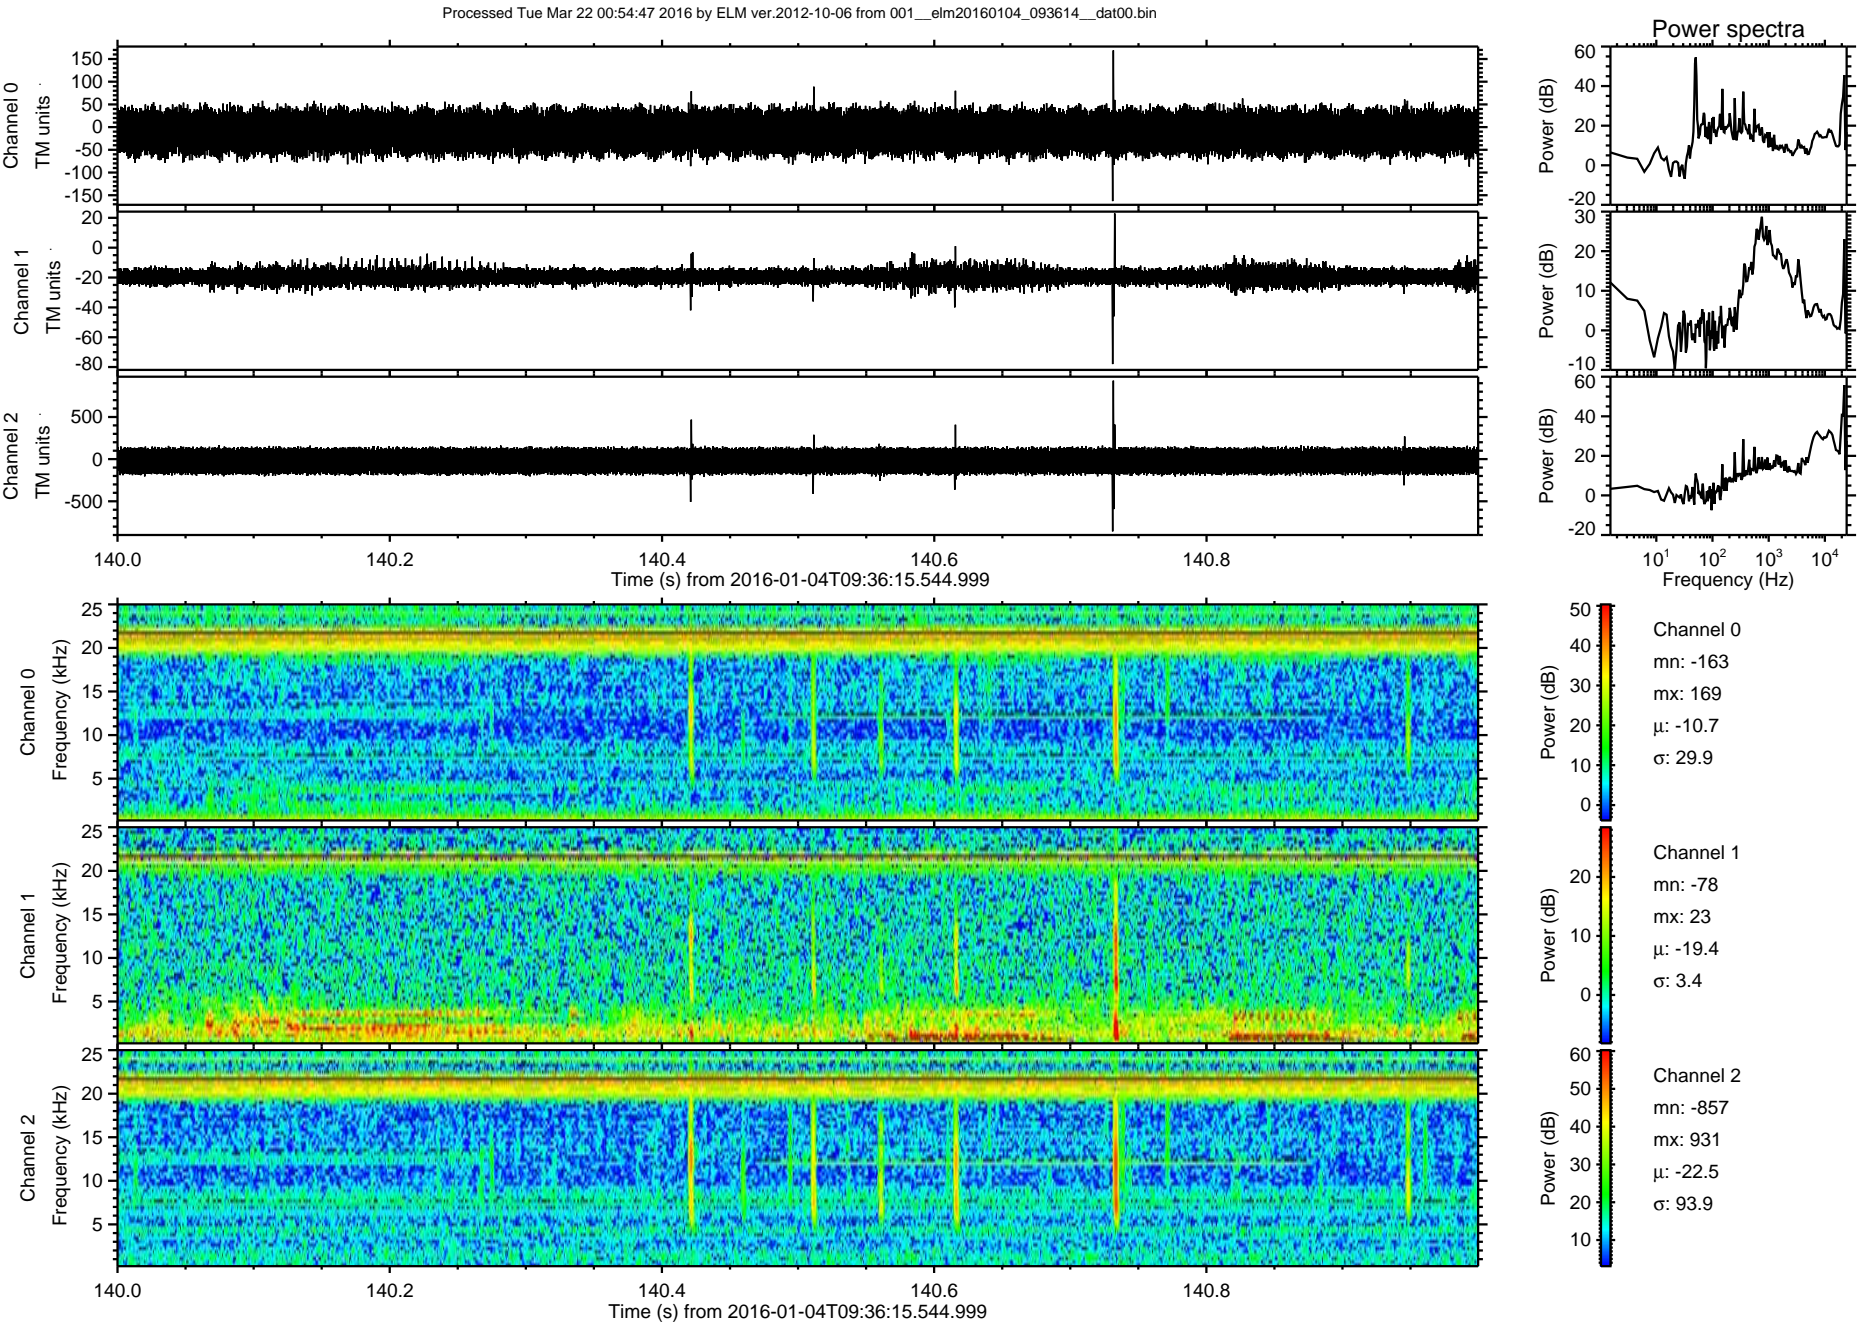 Processed Tue Mar 22 00:54:47 2016 by ELM ver.2012-10-06 from 001__elm20160104_093614__dat00.bin
Power spectra
Channel 0
TM units
150
100
50
0
-50
-100
-150
Power (dB)
60
40
20
0
-20
Channel 1
TM units
20
0
-20
-40
-60
-80
Power (dB)
30
20
10
0
-10
Channel 2
TM units
500
0
-500
Power (dB)
60
40
20
0
-20
140.0 140.2 140.4 140.6 140.8
Time (s) from 2016-01-04T09:36:15.544.999
10¹ 10² 10³ 10⁴
Frequency (Hz)
Channel 0
Frequency (kHz)
25
20
15
10
5
Power (dB)
50
40
30
20
10
0
Channel 0
mn: -163
mx: 169
μ: -10.7
σ: 29.9
Channel 1
Frequency (kHz)
25
20
15
10
5
Power (dB)
20
10
0
Channel 1
mn: -78
mx: 23
μ: -19.4
σ: 3.4
Channel 2
Frequency (kHz)
25
20
15
10
5
Power (dB)
60
50
40
30
20
10
Channel 2
mn: -857
mx: 931
μ: -22.5
σ: 93.9
140.0 140.2 140.4 140.6 140.8
Time (s) from 2016-01-04T09:36:15.544.999